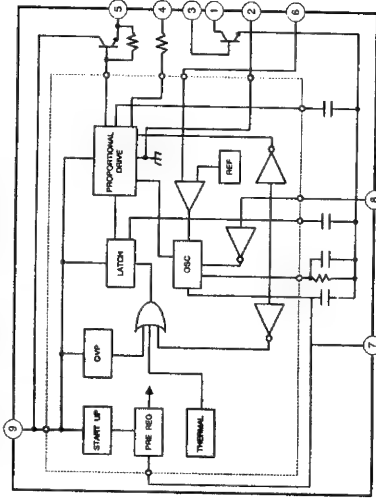 5 4 3 1 2 6
PROPORTIONAL
DRIVE
REF
LATCH
OSC
OVP
START UP
PRE REG
THERMAL
9
8
7